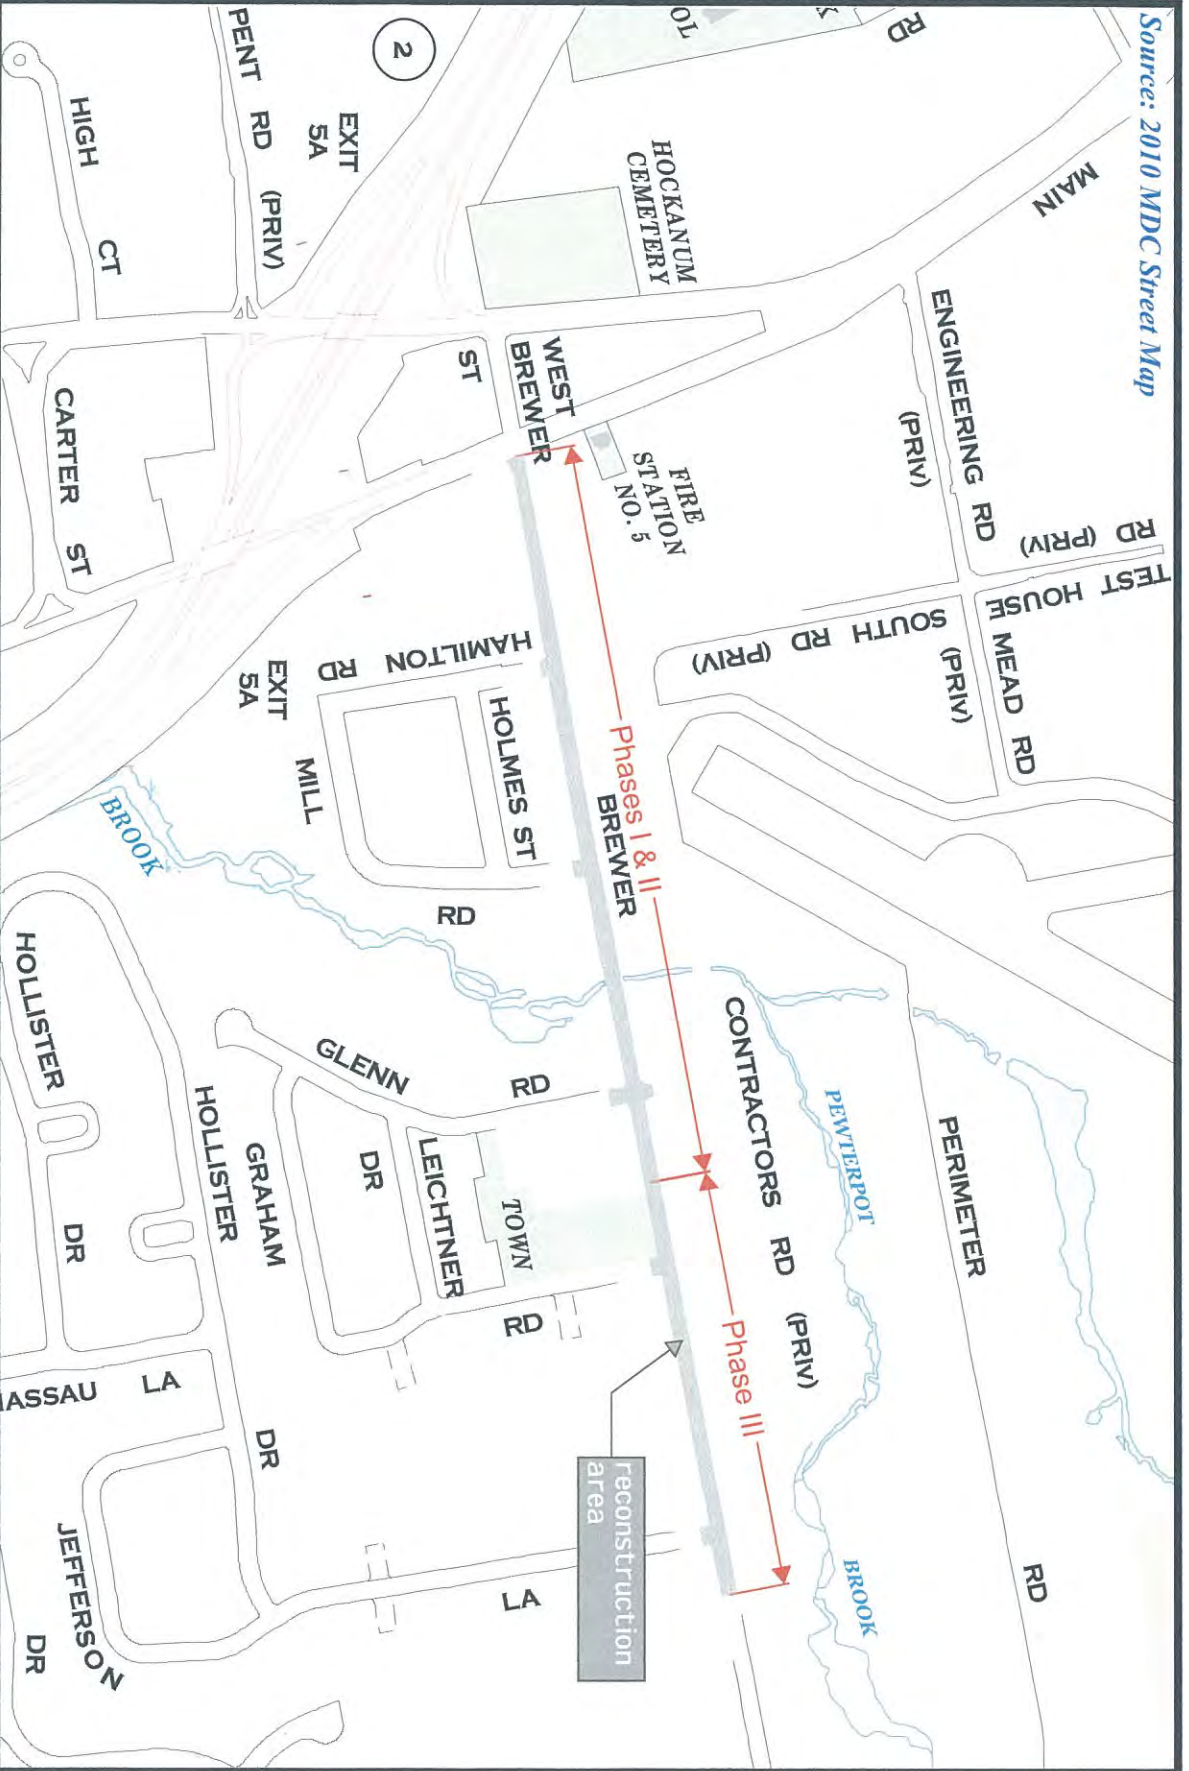 Source: 2010 MDC Street Map
RD
MAIN
OL
2
PENT RD (PRIV)
EXIT
5A
HIGH CT
HOCKANUM
CEMETERY
ENGINEERING RD
(PRIV)
WEST
BREWER
ST
FIRE
STATION
NO. 5
CARTER ST
TEST HOUSE
RD (PRIV)
SOUTH RD (PRIV)
MEAD RD
(PRIV)
HAMILTON RD
EXIT
5A
HOLMES ST
MILL RD
Phases I & II
BREWER
BROOK
CONTRACTORS RD (PRIV)
PEWTERPOT
BROOK
PERIMETER RD
GLENN RD
HOLLISTER DR
HOLLISTER DR
GRAHAM DR
LEICHTNER RD
TOWN
Phase III
reconstruction
area
ASSAU LA
LA
JEFFERSON
DR